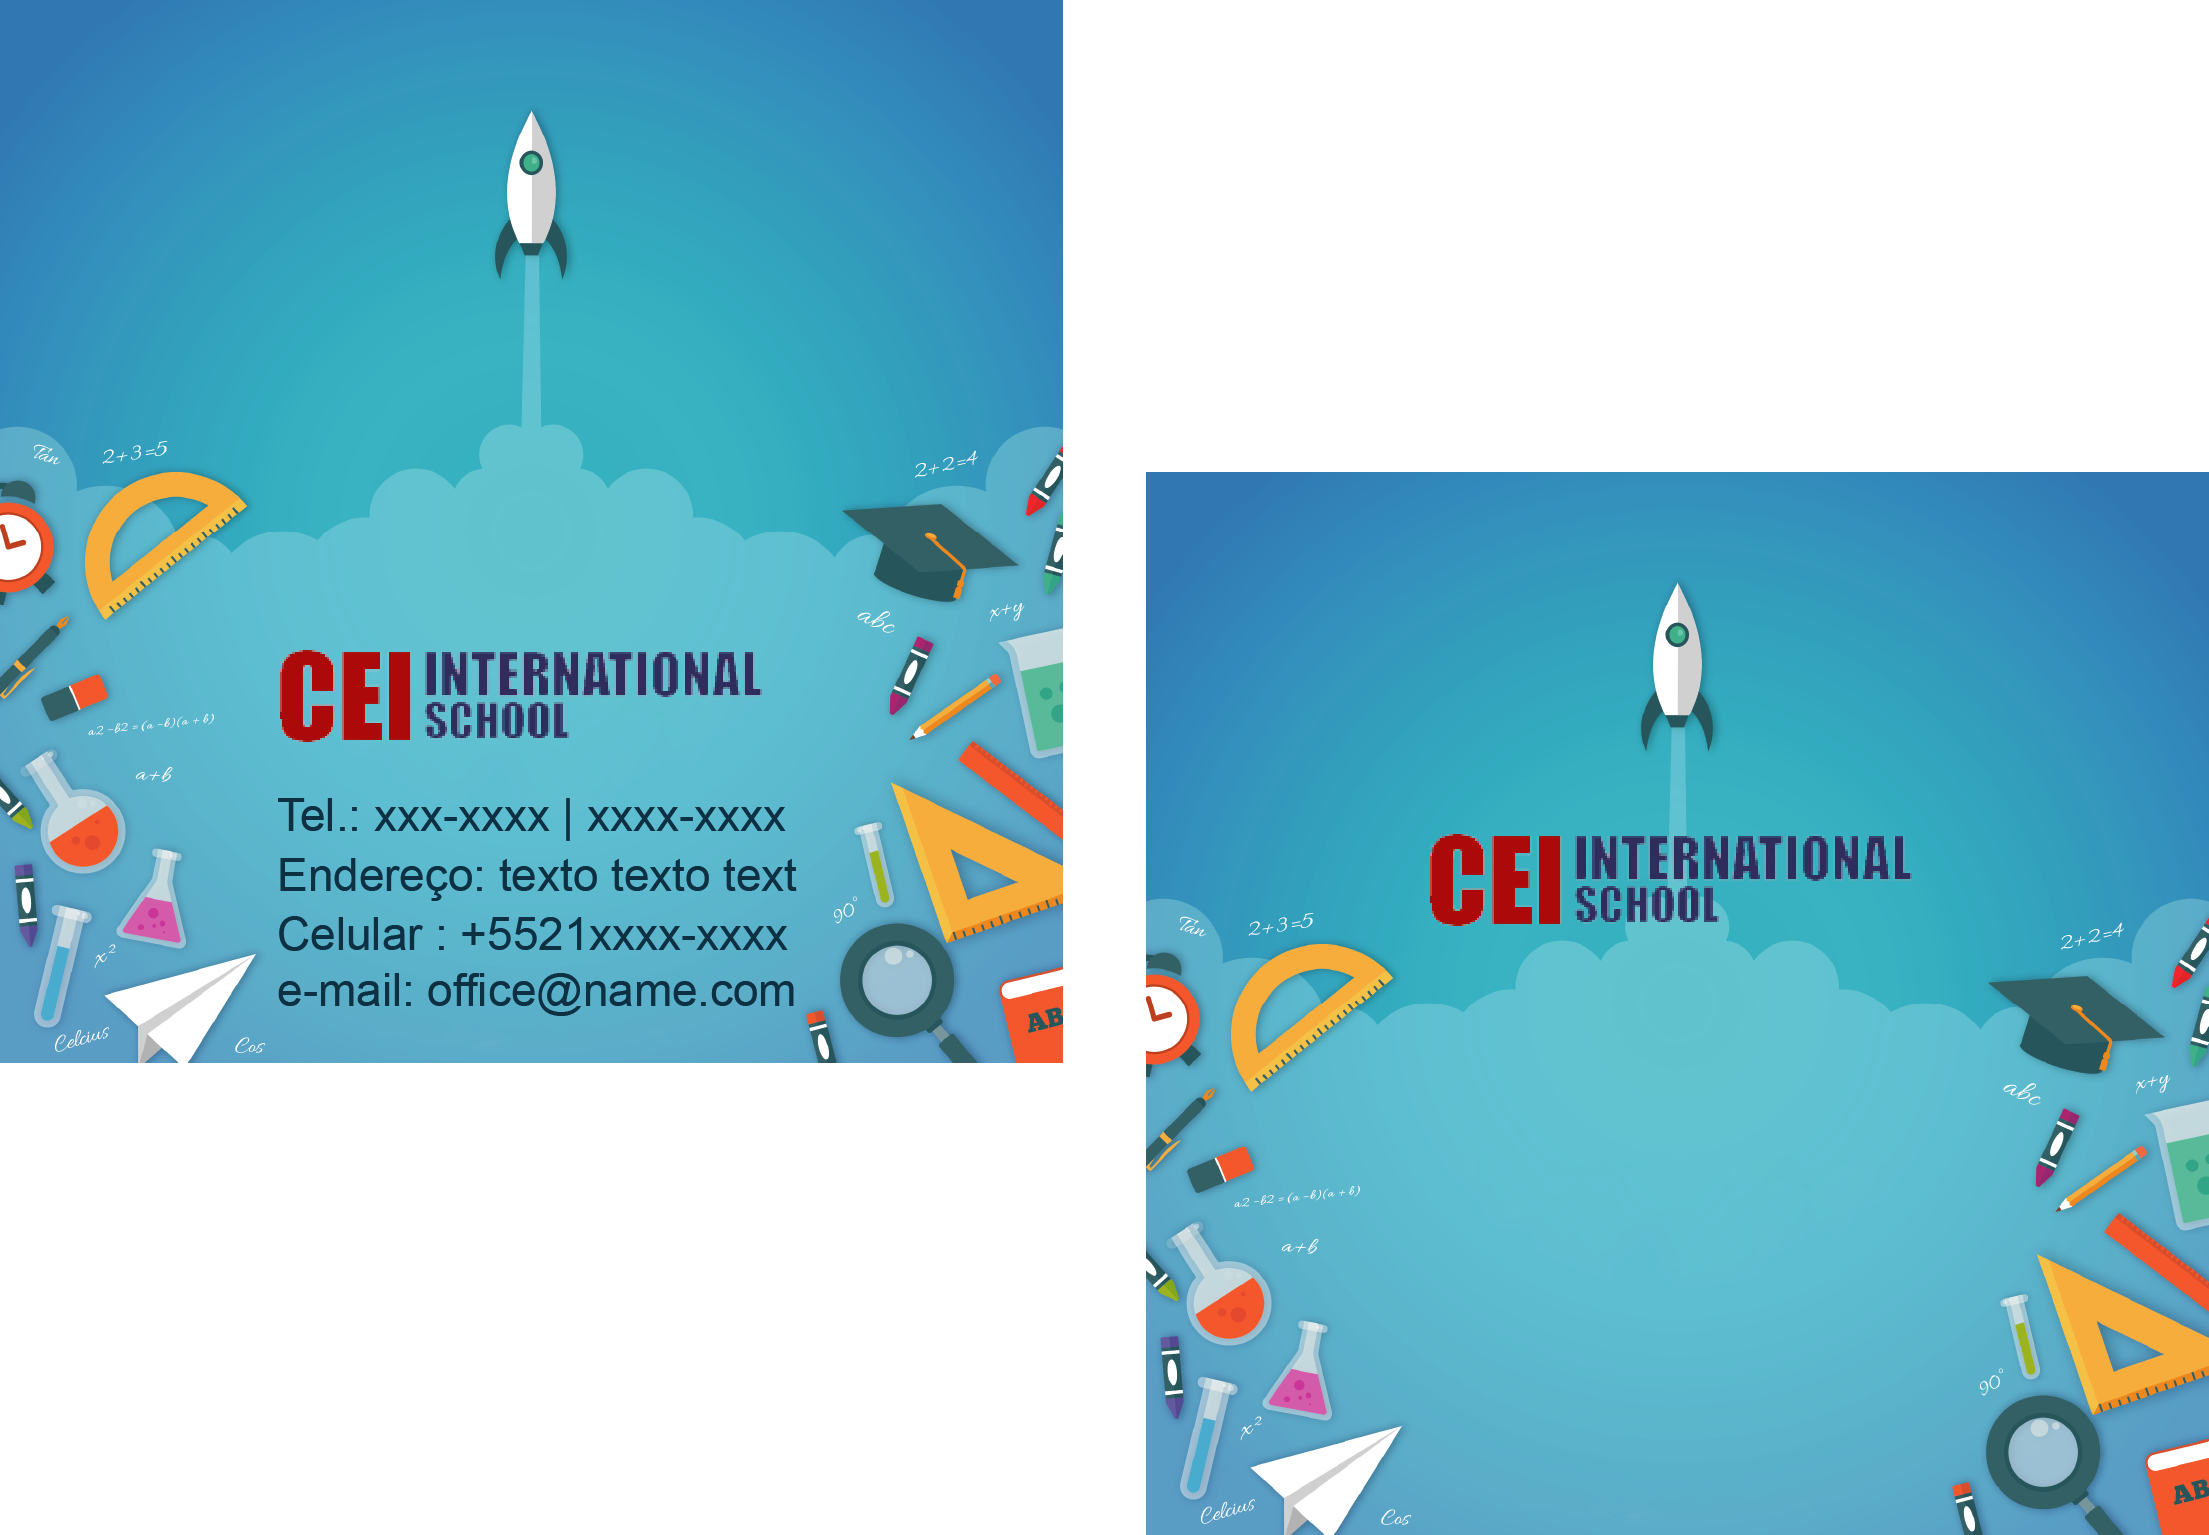 Tan
2+3=5
2+2=4
abc
x+y
CEI INTERNATIONAL
SCHOOL
a2-b2=(a-b)(a+b)
a+b
Tel.: xxx-xxxx | xxxx-xxxx
Endereço: texto texto text
Celular : +5521xxxx-xxxx
e-mail: office@name.com
90°
x²
Celcius
Cos
AB
CEI INTERNATIONAL
SCHOOL
Tan
2+3=5
2+2=4
abc
x+y
a2-b2=(a-b)(a+b)
a+b
90°
x²
Celcius
Cos
AB